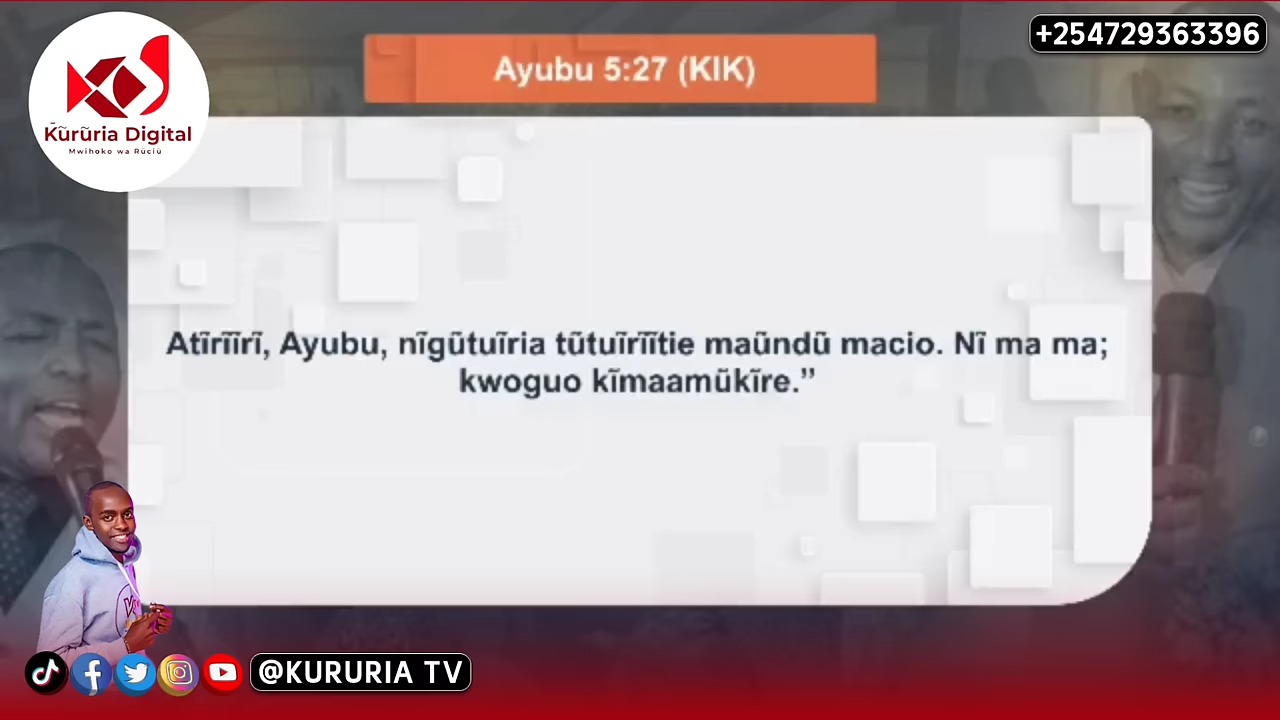 +254729363396
Ayubu 5:27 (KIK)
Kũrũria Digital
Mwihoko wa Rũciũ
Atĩrĩĩrĩ, Ayubu, nĩgũtuĩria tũtuĩrĩĩtie maũndũ macio. Nĩ ma ma;
kwoguo kĩmaamũkĩre.”
@KURURIA TV